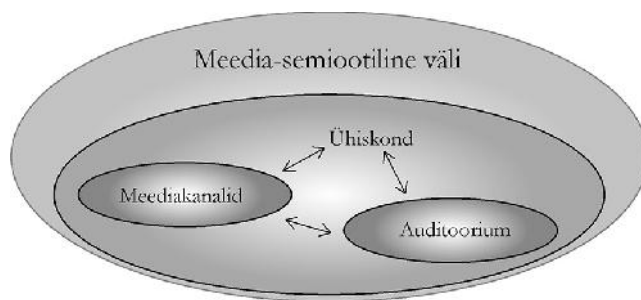 Meedia-semiootiline väli
Ühiskond
Meediakanalid
Auditoorium